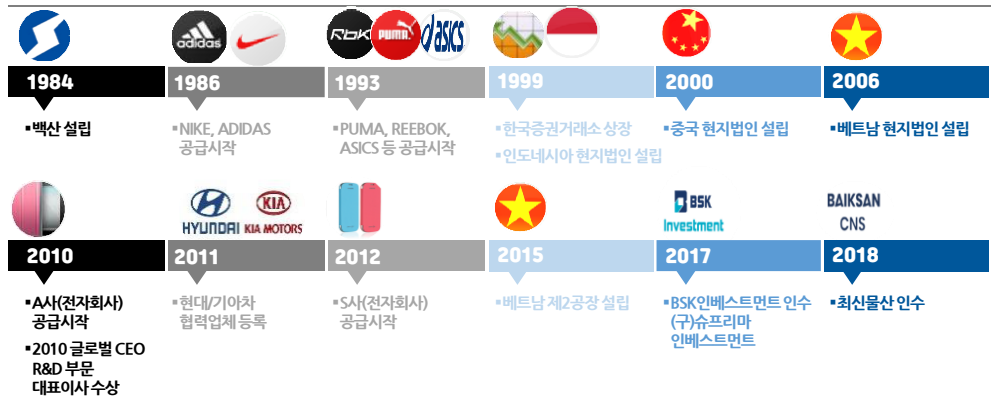 adidas
RbK
PUMA
asics
1984
1986
1993
1999
2000
2006
▪백산 설립
▪NIKE, ADIDAS
공급시작
▪PUMA, REEBOK,
ASICS 등 공급시작
▪한국증권거래소 상장
▪인도네시아 현지법인 설립
▪중국 현지법인 설립
▪베트남 현지법인 설립
HYUNDAI
KIA
KIA MOTORS
BSK
Investment
BAIKSAN
CNS
2010
2011
2012
2015
2017
2018
▪A사(전자회사)
공급시작
▪2010 글로벌 CEO
R&D 부문
대표이사 수상
▪현대/기아차
협력업체 등록
▪S사(전자회사)
공급시작
▪베트남 제2공장 설립
▪BSK인베스트먼트 인수
(구)슈프리마
인베스트먼트
▪최신물산 인수